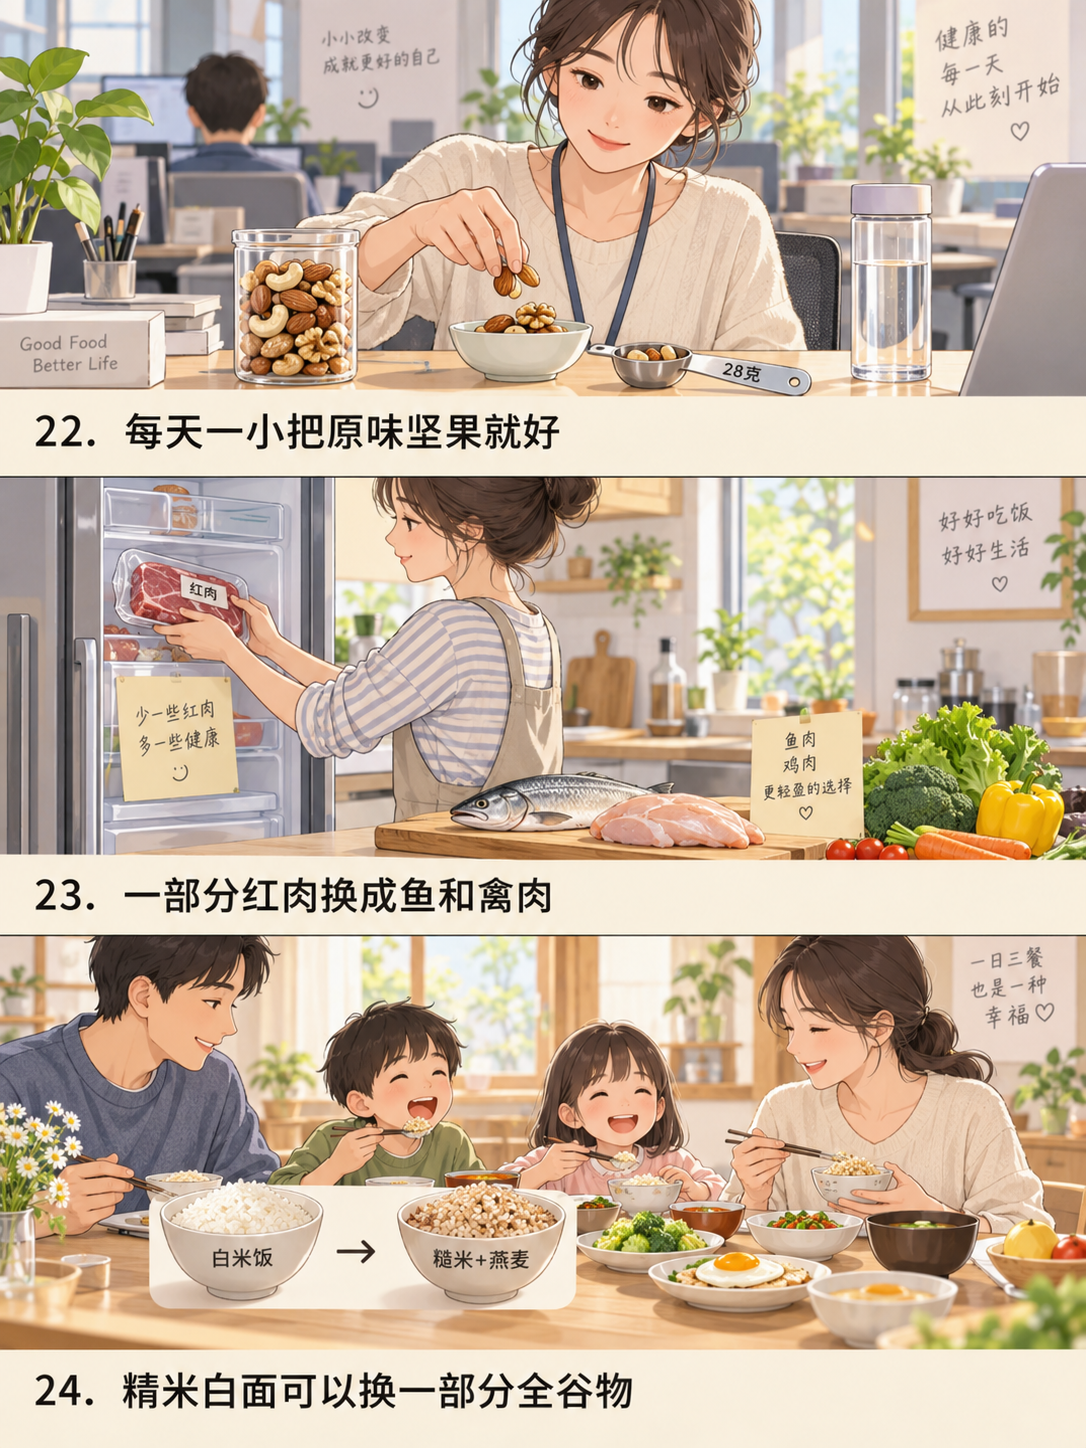 小小改变
成就更好的自己
健康的
每一天
从此刻开始
Good Food
Better Life
28克
22. 每天一小把原味坚果就好
红肉
少一些红肉
多一些健康
好好吃饭
好好生活
鱼肉
鸡肉
更轻盈的选择
23. 一部分红肉换成鱼和禽肉
一日三餐
也是一种
幸福
白米饭
糙米+燕麦
24. 精米白面可以换一部分全谷物